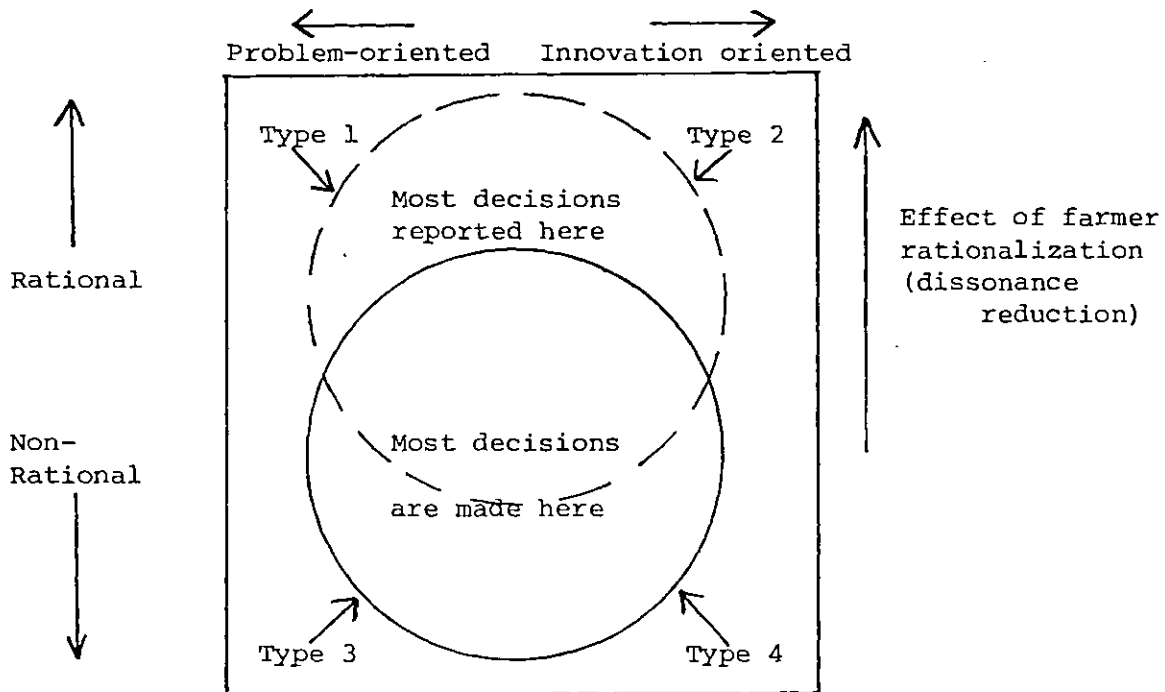 Problem-oriented Innovation oriented
Type 1 Type 2
Most decisions
reported here
Effect of farmer
rationalization
(dissonance
reduction)
Rational
Non-
Rational
Most decisions
are made here
Type 3 Type 4